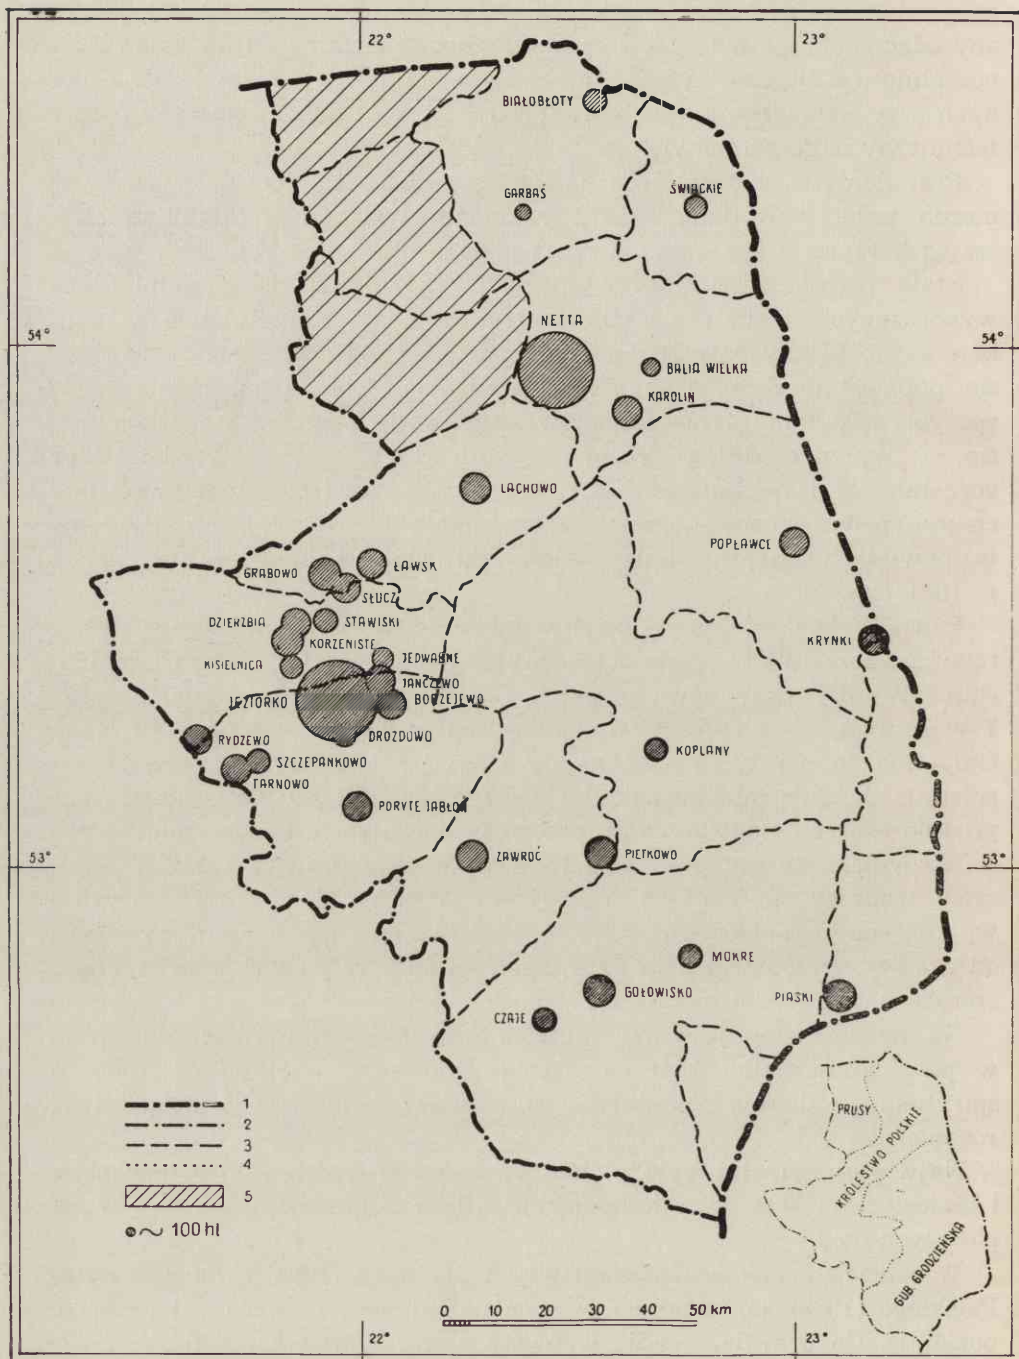 22° 23°
BIAŁOBŁOTY
GARBAŚ
ŚWIACKIE
NETTA
54° 54°
BALIA WIELKA
KAROLIN
LACHOWO
POPŁAWCE
ŁAWSK
GRABOWO
SŁUCZ
DZIERZBIA
STAWISKI
KORZENISTE
KRYNKI
KISIELNICA
JEDWABNE
JANCZEWO
JEZIORKO
BORZEJEWO
DROZDOWO
RYDZEWO
KOPLANY
SZCZEPANKOWO
TARNOWO
PORYTE JABŁOŃ
ZAWROĆ
PIETKOWO
53° 53°
MOKRE
GOŁOWISKO
PIASKI
CZAJE
1
2
3
4
5
~ 100 hl
PRUSY
KRÓLESTWO POLSKIE
GUB. GRODZIEŃSKA
0 10 20 30 40 50 km
22° 23°